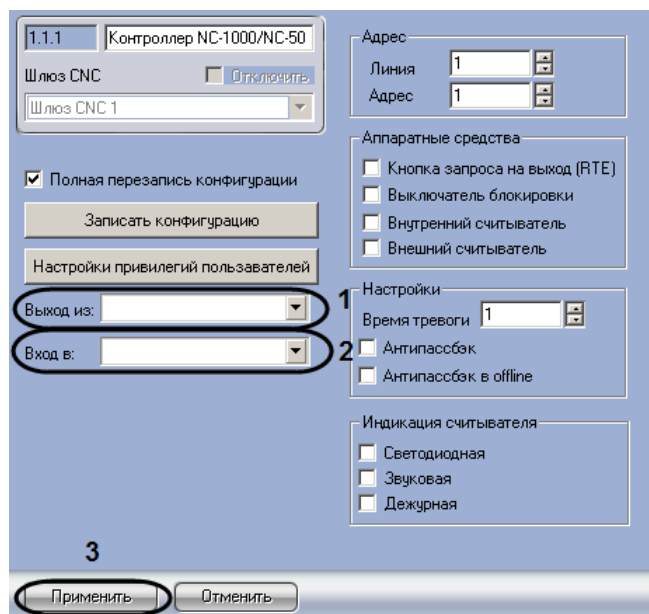 1.1.1 Контроллер NC-1000/NC-50
Шлюз CNC Отключить
Шлюз CNC 1
Полная перезапись конфигурации
Записать конфигурацию
Настройки привилегий пользавателей
Выход из: 1
Вход в: 2
Адрес
Линия 1
Адрес 1
Аппаратные средства
Кнопка запроса на выход (RTE)
Выключатель блокировки
Внутренний считыватель
Внешний считыватель
Настройки
Время тревоги 1
Антипассбэк
Антипассбэк в offline
Индикация считывателя
Светодиодная
Звуковая
Дежурная
3
Применить Отменить